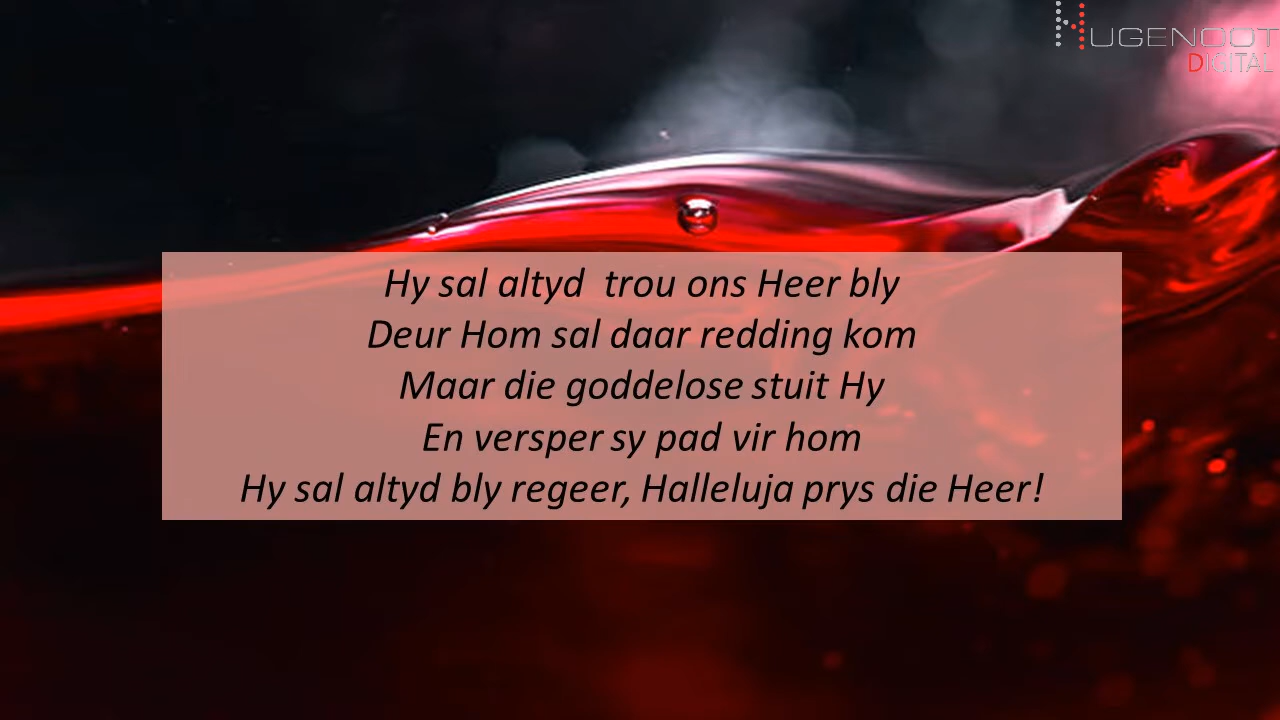 HUGENOOT
DIGITAL
Hy sal altyd  trou ons Heer bly
Deur Hom sal daar redding kom
Maar die goddelose stuit Hy
En versper sy pad vir hom
Hy sal altyd bly regeer, Halleluja prys die Heer!